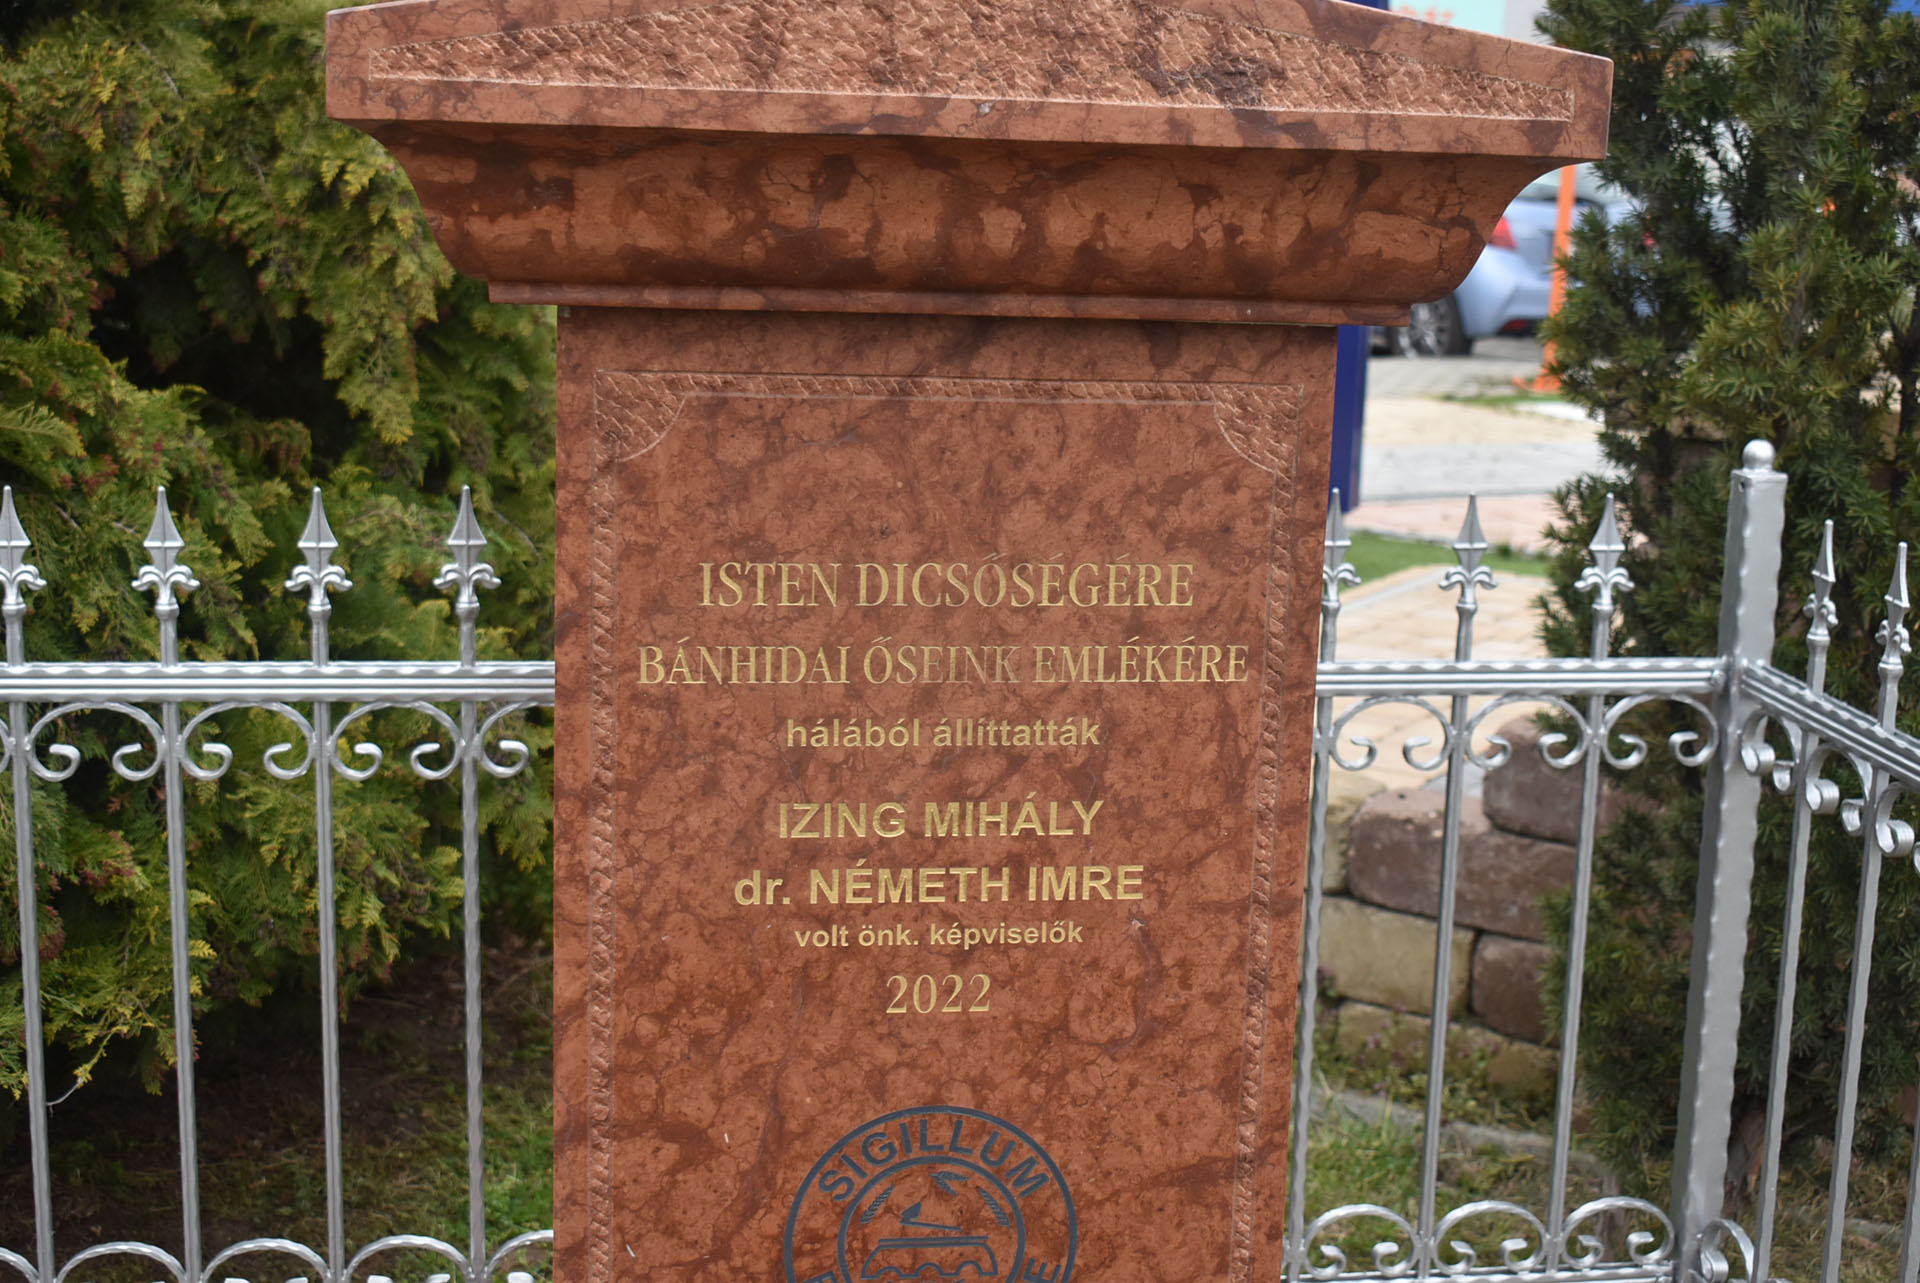 ISTEN DICSŐSÉGÉRE
BÁNHIDAI ŐSEINK EMLÉKÉRE
hálából állíttatták
IZING MIHÁLY
dr. NÉMETH IMRE
volt önk. képviselők
2022
SIGILLUM